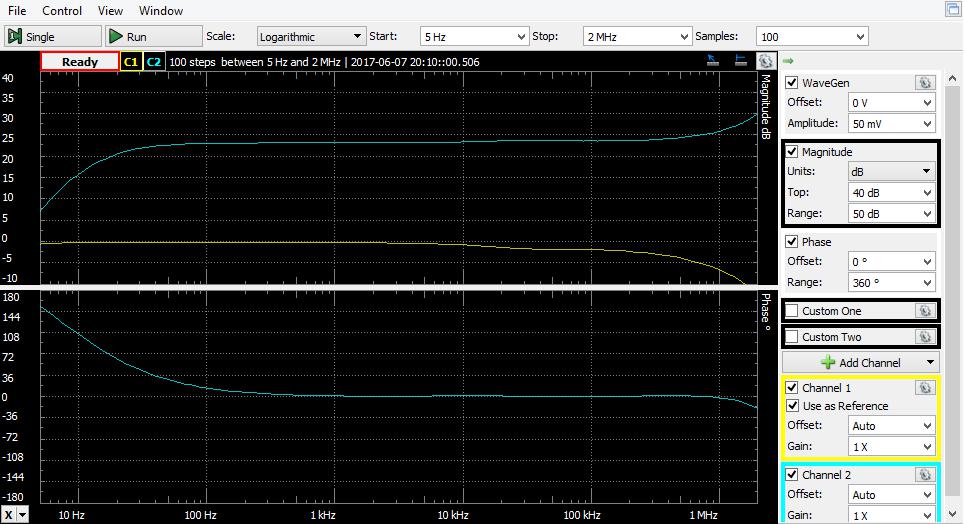 File Control View Window
Single Run Scale: Logarithmic Start: 5 Hz Stop: 2 MHz Samples: 100
Ready C1 C2 100 steps between 5 Hz and 2 MHz | 2017-06-07 20:10::00.506
40
35
30
25
20
15
10
5
0
-5
-10
Magnitude dB
180
144
108
72
36
0
-36
-72
-108
-144
-180
Phase °
X 10 Hz 100 Hz 1 kHz 10 kHz 100 kHz 1 MHz
WaveGen
Offset: 0 V
Amplitude: 50 mV
Magnitude
Units: dB
Top: 40 dB
Range: 50 dB
Phase
Offset: 0 °
Range: 360 °
Custom One
Custom Two
Add Channel
Channel 1
Use as Reference
Offset: Auto
Gain: 1 X
Channel 2
Offset: Auto
Gain: 1 X